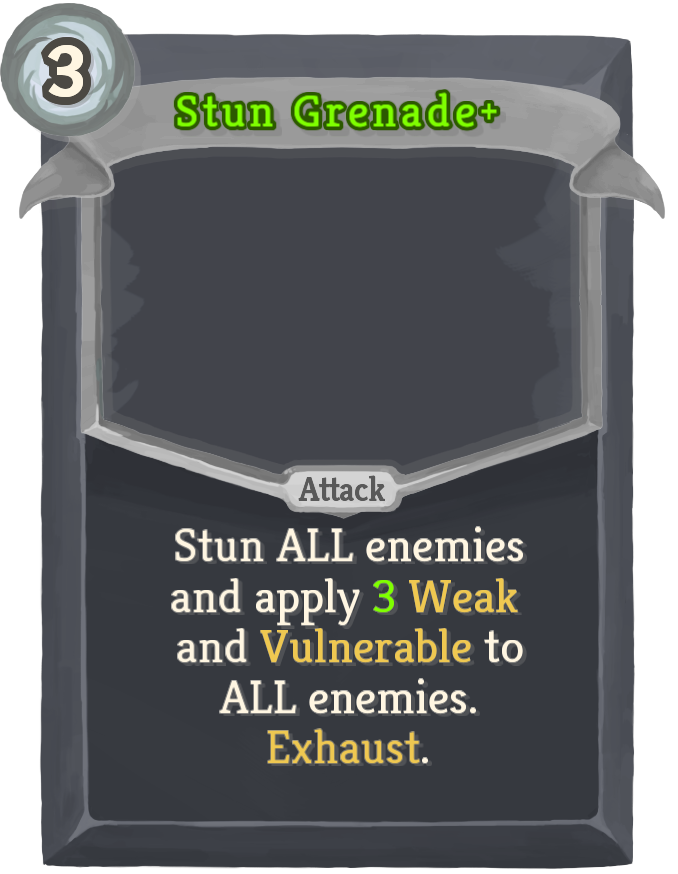 3
Stun Grenade+
Attack
Stun ALL enemies
and apply 3 Weak
and Vulnerable to
ALL enemies.
Exhaust.